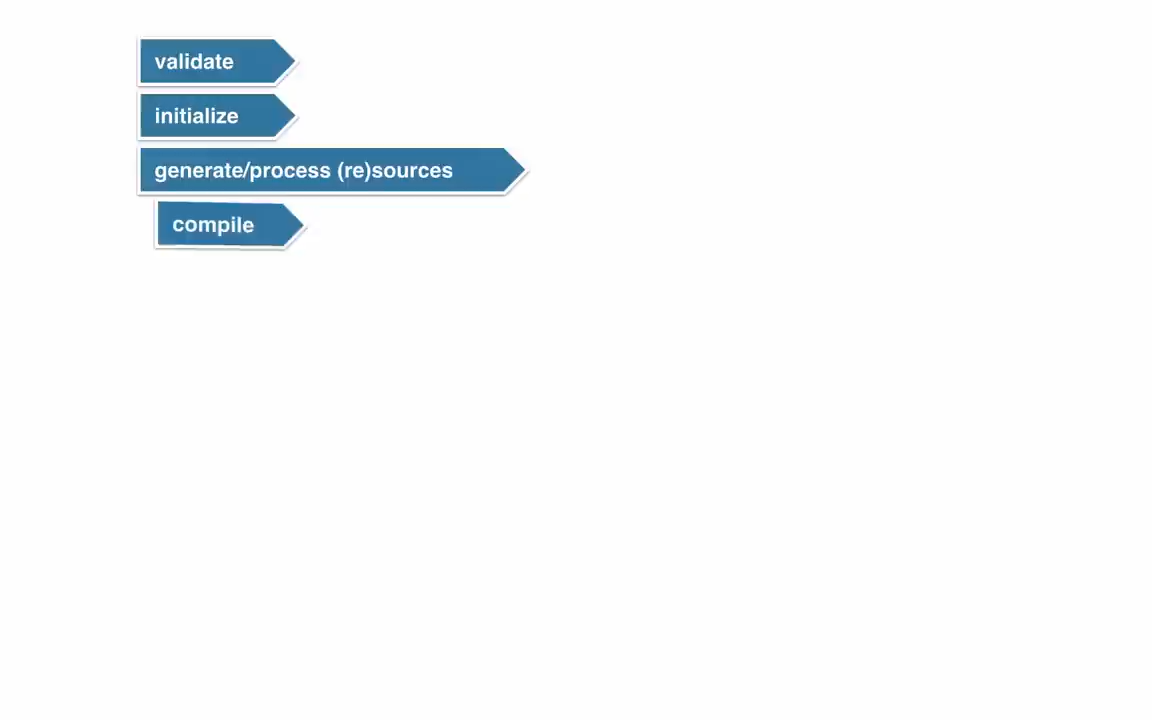 validate
initialize
generate/process (re)sources
compile